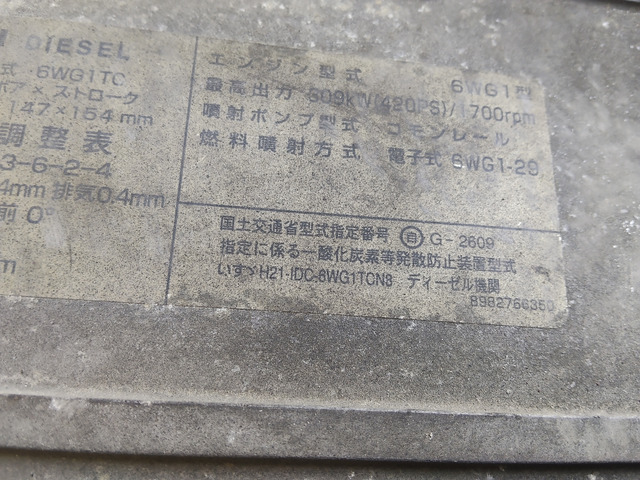 DIESEL
式 6WG1TC
ボア×ストローク
147×154mm
調整表
3-6-2-4
4mm 排気0.4mm
前 0°
m
エンジン型式 6WG1型
最高出力 309KW(420PS)/1700rpm
噴射ポンプ型式 コモンレール
燃料噴射方式 電子式 6WG1-29
国土交通省型式指定番号 自 G-2609
指定に係る一酸化炭素等発散防止装置型式
いすゞH21-IDC-6WG1TCN3 ディーゼル機関
8982766350